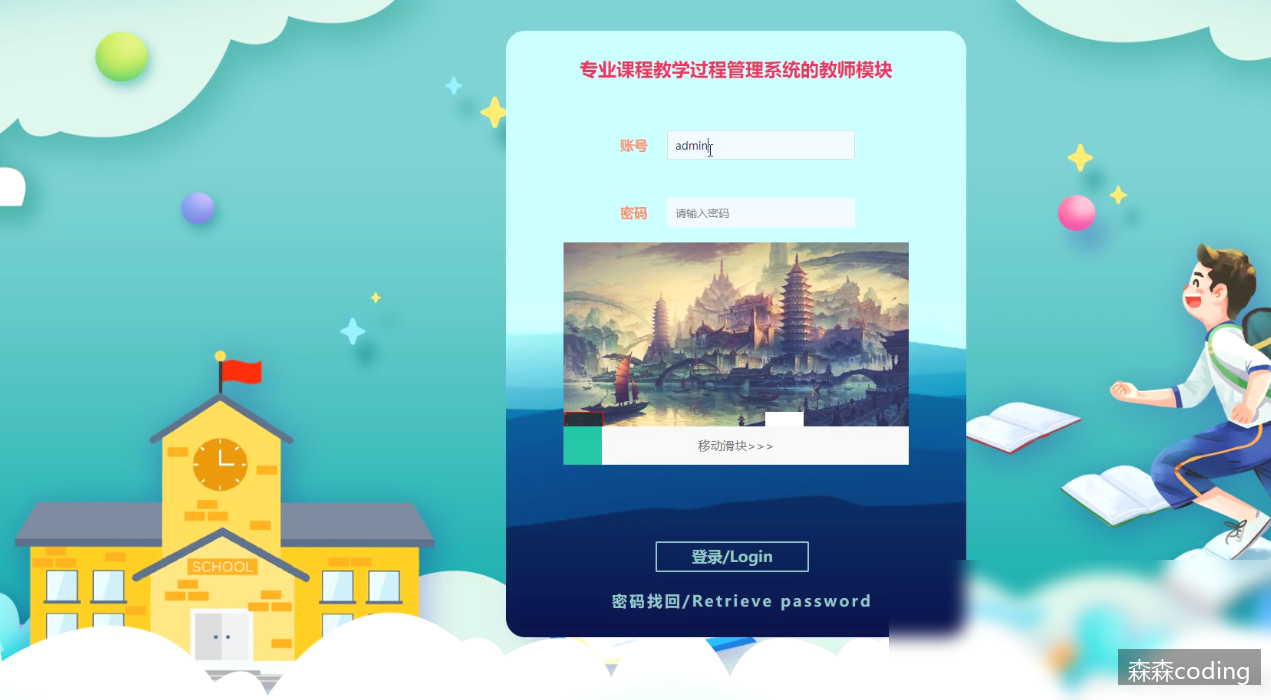 专业课程教学过程管理系统的教师模块
账号 admin
密码 请输入密码
移动滑块>>>
登录/Login
密码找回/Retrieve password
SCHOOL
森森coding